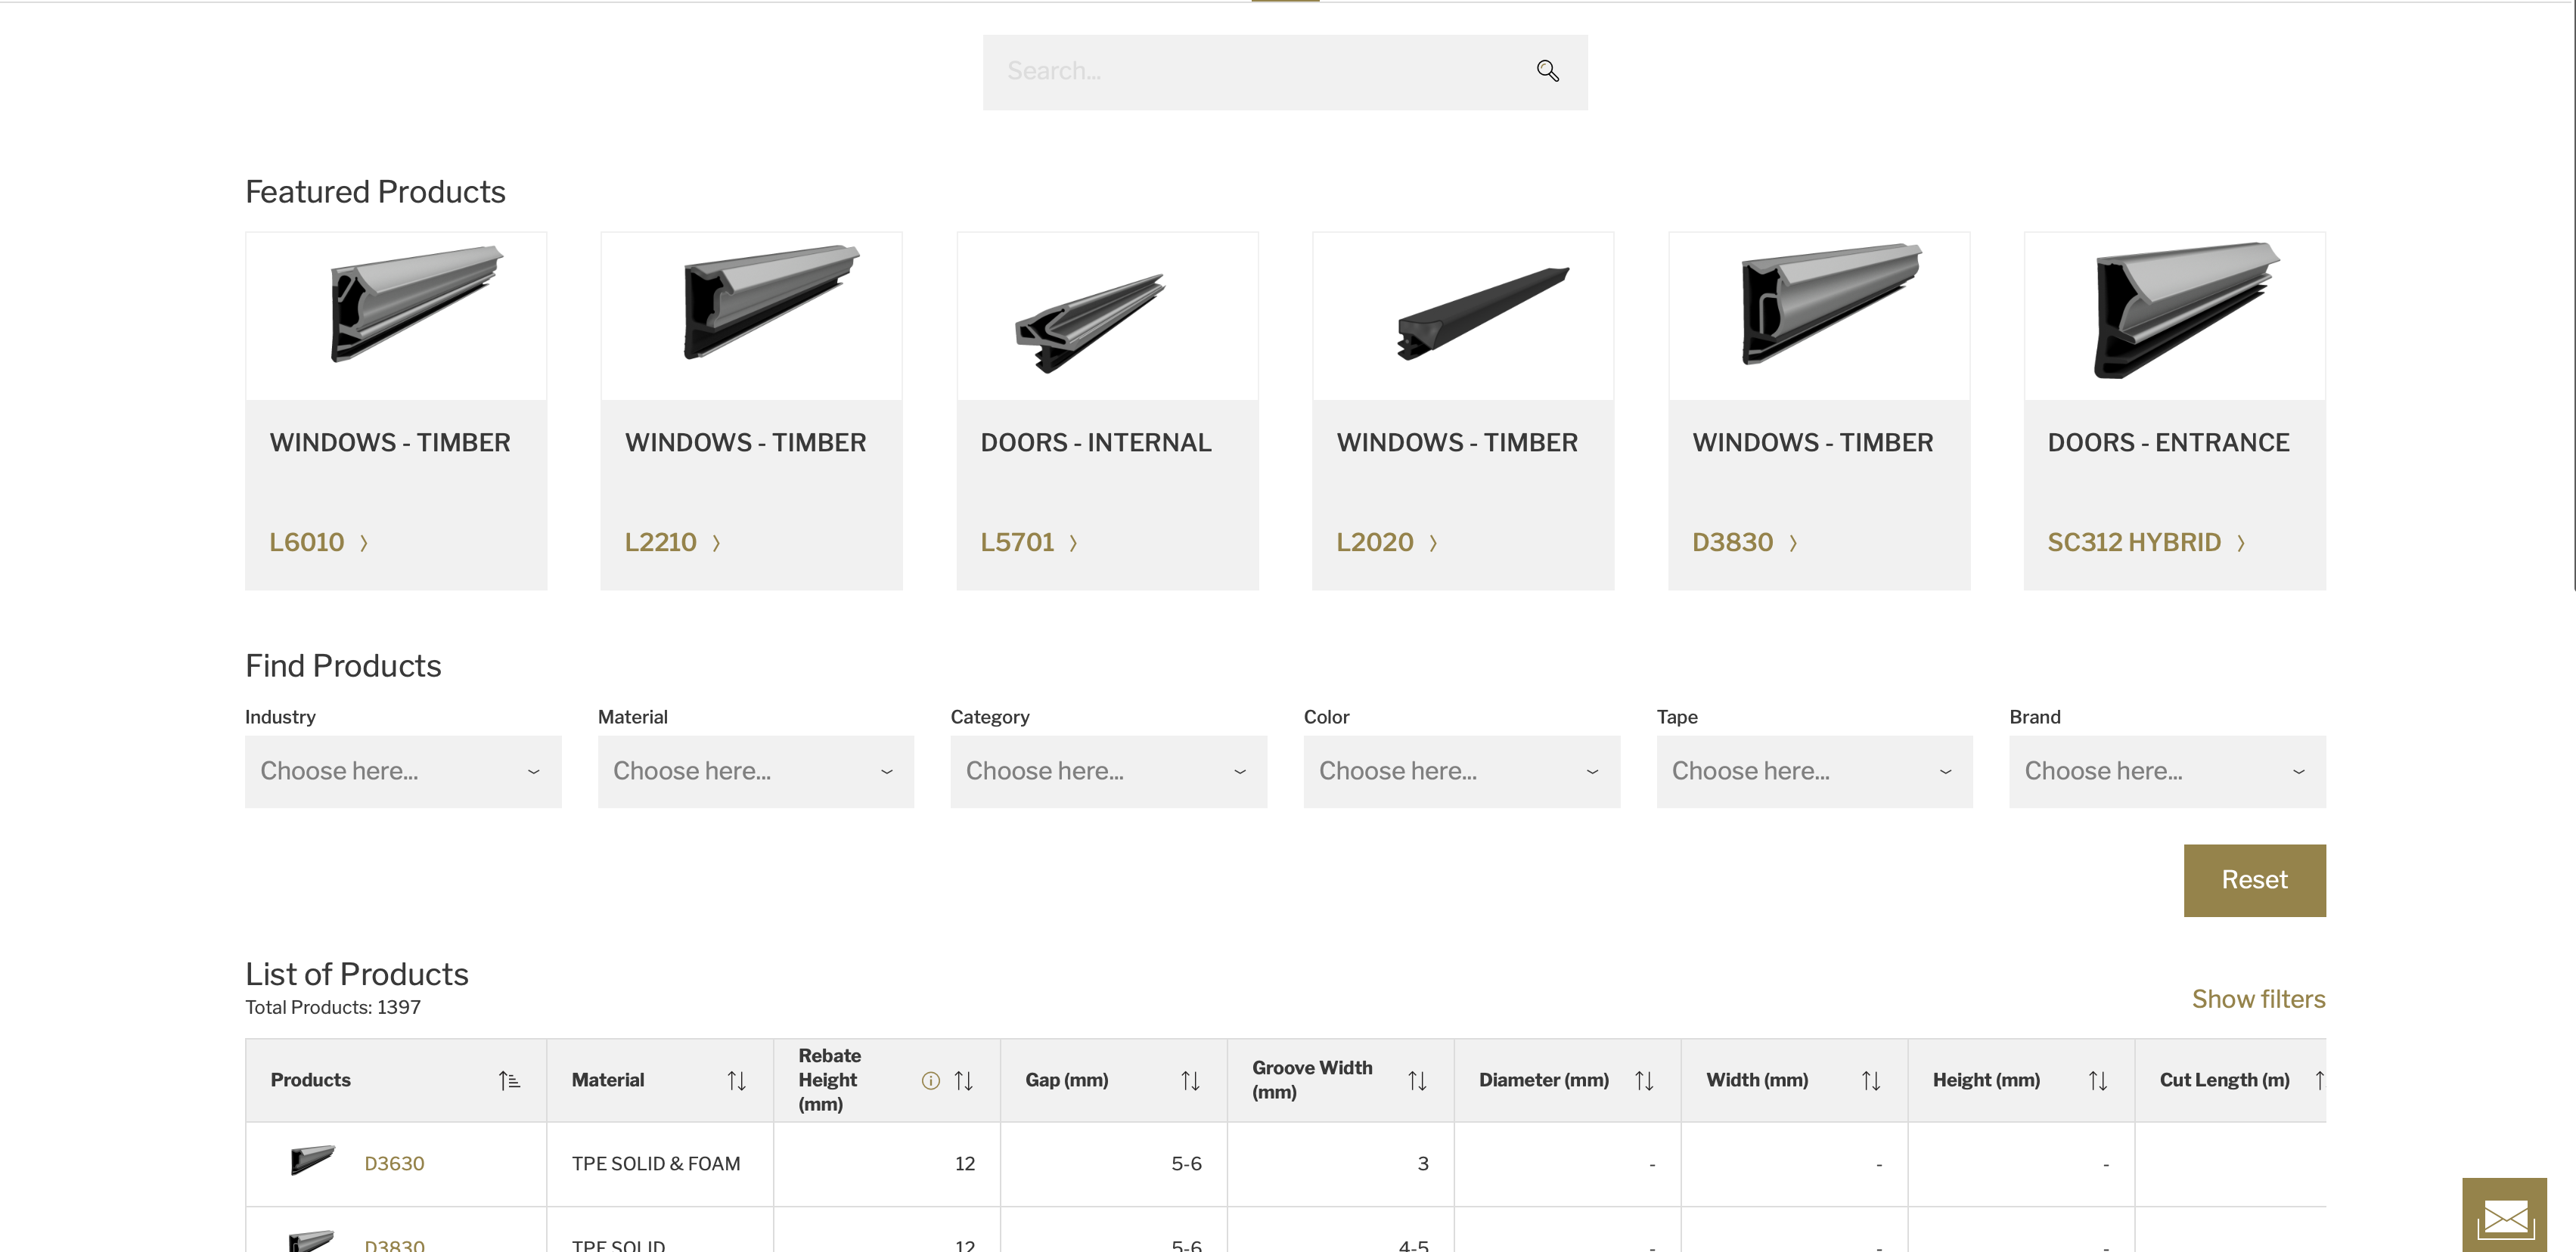 Search...
Featured Products
WINDOWS - TIMBER
L6010
WINDOWS - TIMBER
L2210
DOORS - INTERNAL
L5701
WINDOWS - TIMBER
L2020
WINDOWS - TIMBER
D3830
DOORS - ENTRANCE
SC312 HYBRID
Find Products
Industry
Choose here...
Material
Choose here...
Category
Choose here...
Color
Choose here...
Tape
Choose here...
Brand
Choose here...
Reset
List of Products
Total Products: 1397
Show filters
Products
Material
Rebate
Height
(mm)
Gap (mm)
Groove Width
(mm)
Diameter (mm)
Width (mm)
Height (mm)
Cut Length (m)
D3630
TPE SOLID & FOAM
12
5-6
3
-
-
-
D3830
TPE SOLID
12
5-6
4-5
-
-
-